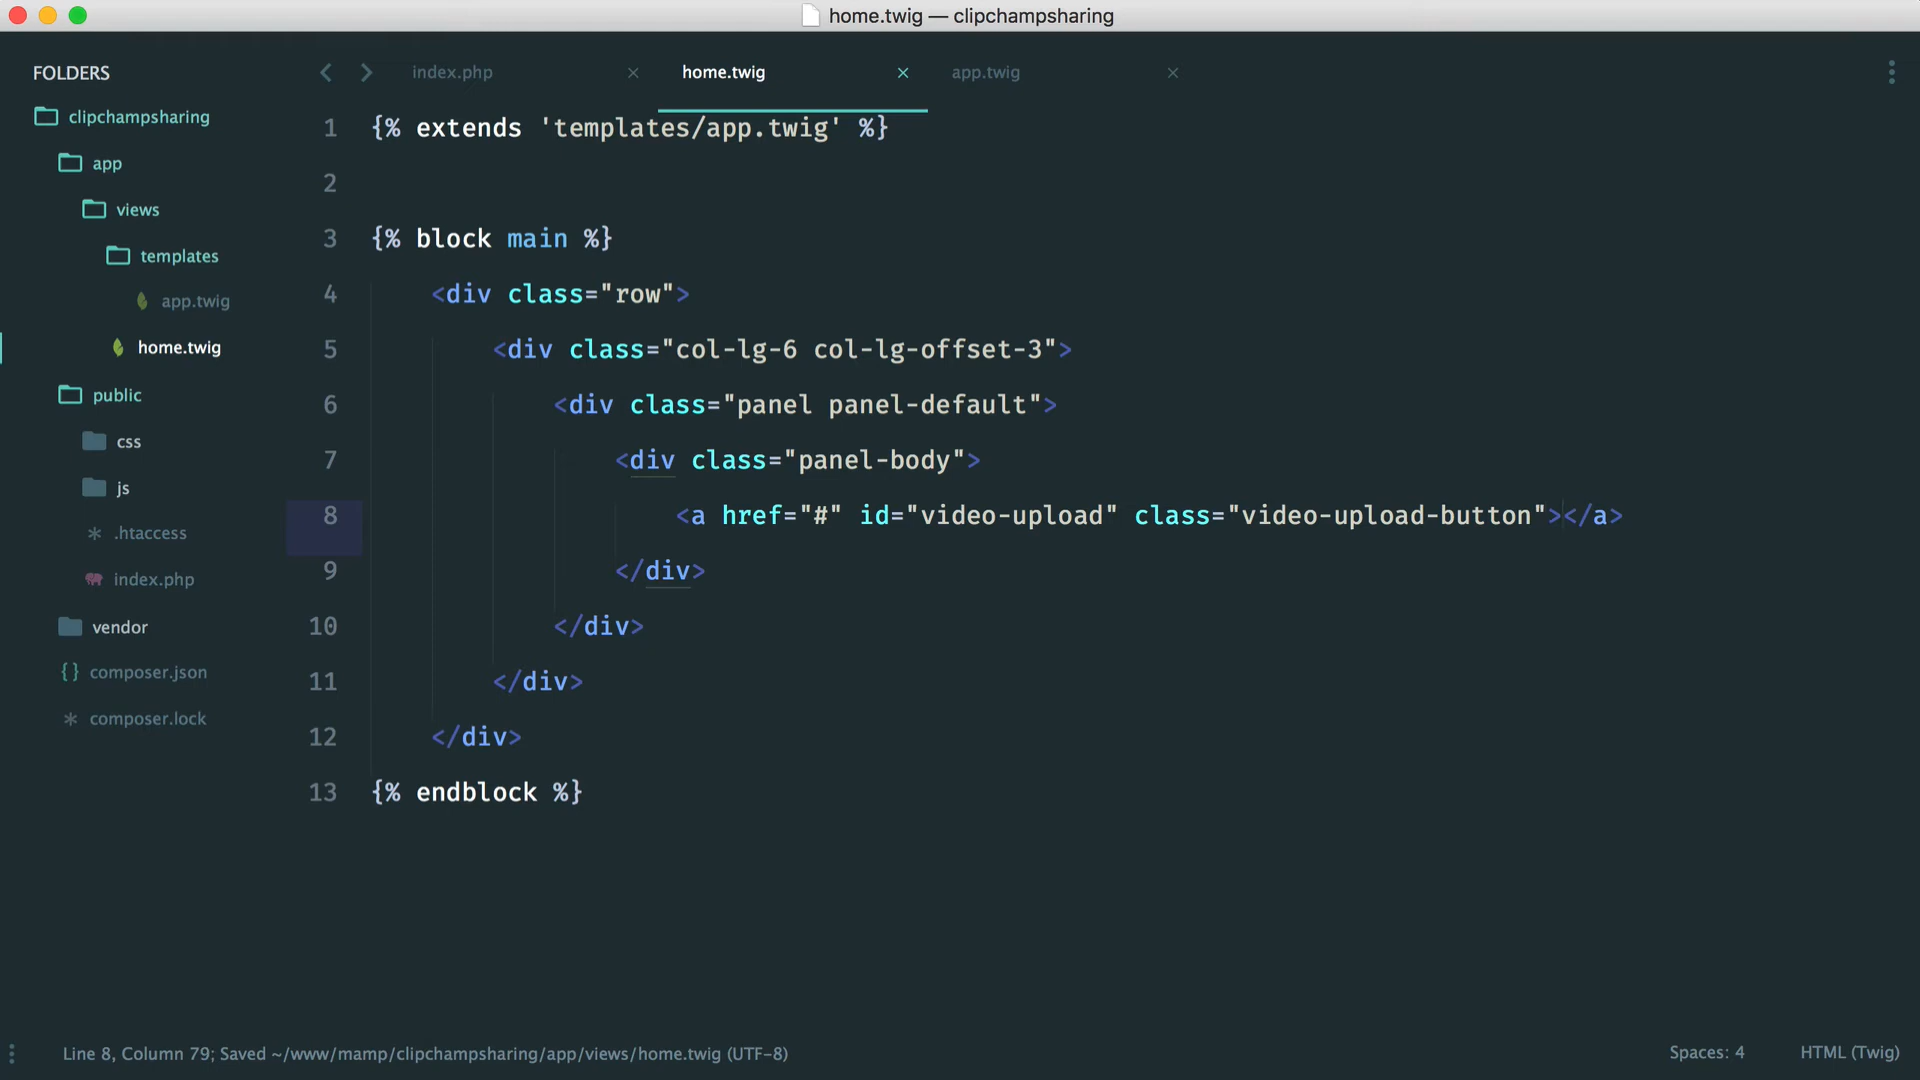 home.twig — clipchampsharing
FOLDERS
clipchampsharing
app
views
templates
app.twig
home.twig
public
css
js
.htaccess
index.php
vendor
{ } composer.json
composer.lock
index.php × home.twig × app.twig ×
1 {% extends 'templates/app.twig' %}
2
3 {% block main %}
4 <div class="row">
5 <div class="col-lg-6 col-lg-offset-3">
6 <div class="panel panel-default">
7 <div class="panel-body">
8 <a href="#" id="video-upload" class="video-upload-button"></a>
9 </div>
10 </div>
11 </div>
12 </div>
13 {% endblock %}
Line 8, Column 79; Saved ~/www/mamp/clipchampsharing/app/views/home.twig (UTF-8)
Spaces: 4
HTML (Twig)